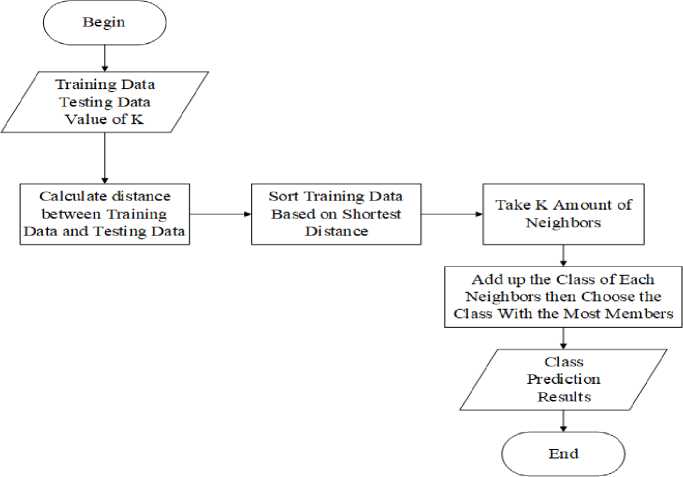 Begin
Training Data
Testing Data
Value of K
Calculate distance
between Training
Data and Testing Data
Sort Training Data
Based on Shortest
Distance
Take K Amount of
Neighbors
Add up the Class of Each
Neighbors then Choose the
Class With the Most Members
Class
Prediction
Results
End